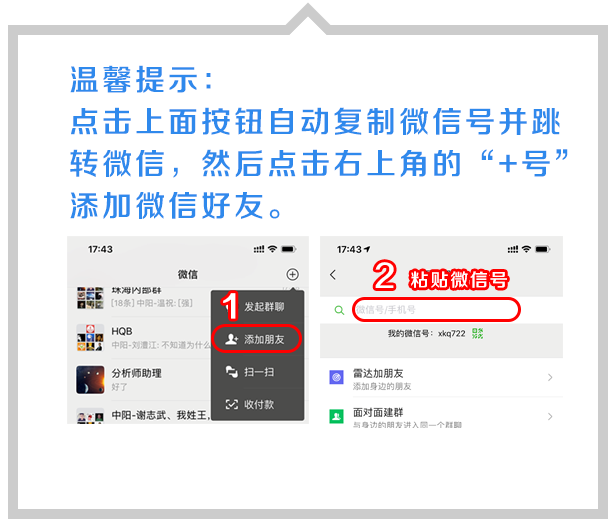 温馨提示：
点击上面按钮自动复制微信号并跳
转微信，然后点击右上角的“+号”
添加微信好友。
17:43
微信
珠海内部群
[18条] 中阳-温祝: [强]
HQB
中阳-刘澧江: 不知道为什么
分析师助理
好了
中阳-谢志武、我姓王,
1
发起群聊
添加朋友
扫一扫
收付款
17:43
2 粘贴微信号
微信号/手机号
我的微信号：xkq722
雷达加朋友
添加身边的朋友
面对面建群
与身边的朋友进入同一个群聊